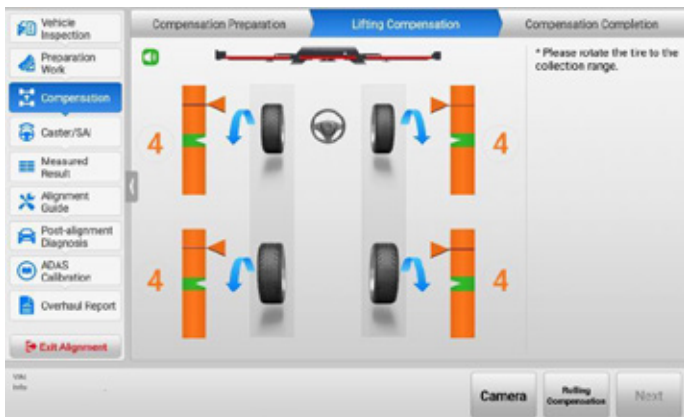 Vehicle
Inspection
Preparation
Work
Compensation
Caster/SAI
Measured
Result
Alignment
Guide
Post-alignment
Diagnosis
ADAS
Calibration
Overhaul Report
Exit Alignment
Compensation Preparation
Lifting Compensation
Compensation Completion
* Please rotate the tire to the
collection range.
4
4
4
4
VIN:
Info
Camera
Rolling
Compensation
Next